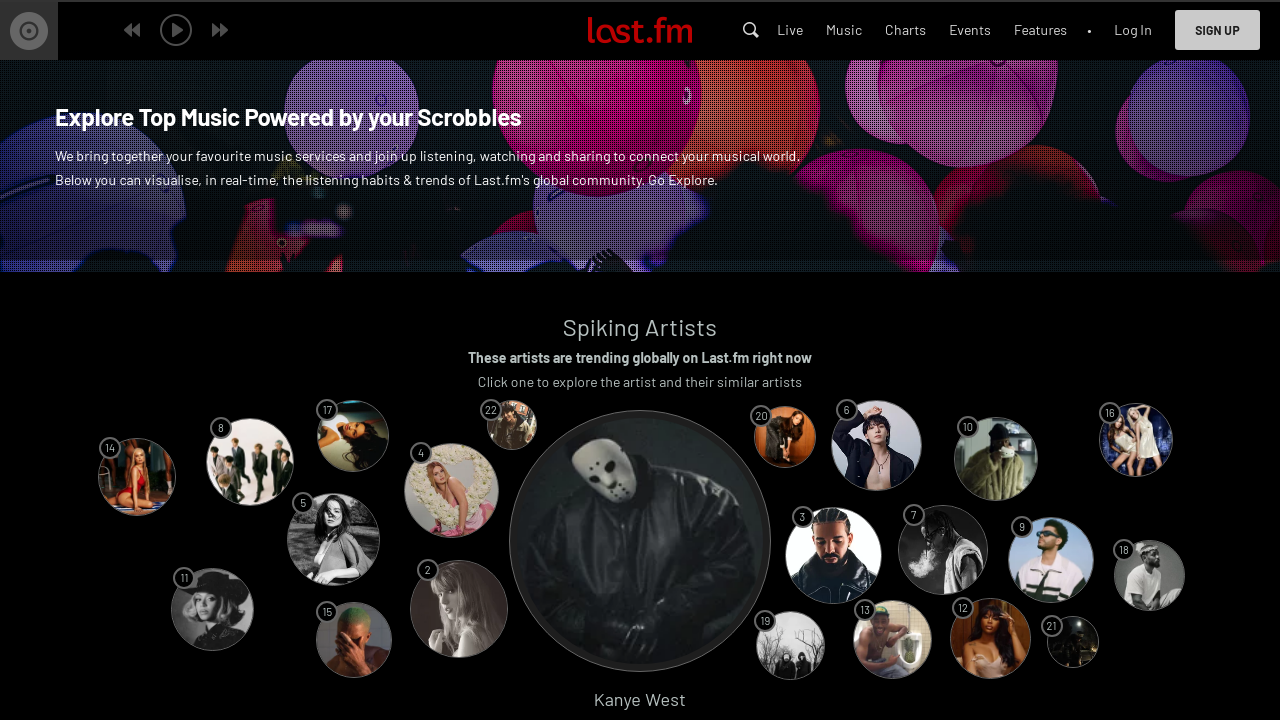 last.fm
Live
Music
Charts
Events
Features
•
Log In
SIGN UP
Explore Top Music Powered by your Scrobbles
We bring together your favourite music services and join up listening, watching and sharing to connect your musical world.
Below you can visualise, in real-time, the listening habits & trends of Last.fm's global community. Go Explore.
Spiking Artists
These artists are trending globally on Last.fm right now
Click one to explore the artist and their similar artists
17
22
20
6
16
8
10
14
4
5
3
7
9
2
18
11
15
19
13
12
21
Kanye West